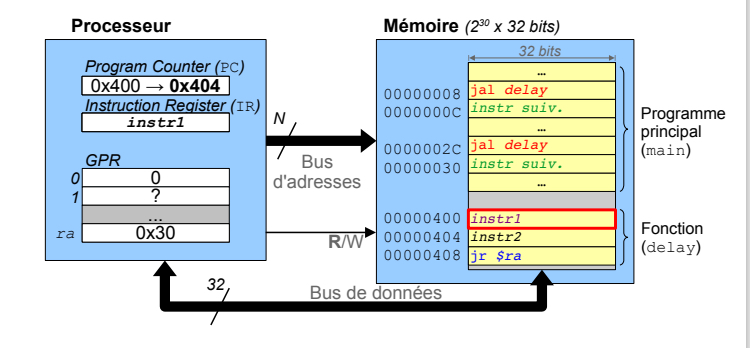 Processeur
Mémoire (2³⁰ x 32 bits)
Program Counter (PC)
0x400 → 0x404
Instruction Register (IR)
instr1
GPR
0 0
1 ?
...
ra 0x30
N
Bus
d'adresses
R/W
32
Bus de données
32 bits
…
00000008 jal delay
0000000C instr suiv.
…
0000002C jal delay
00000030 instr suiv.
…
00000400 instr1
00000404 instr2
00000408 jr $ra
Programme
principal
(main)
Fonction
(delay)